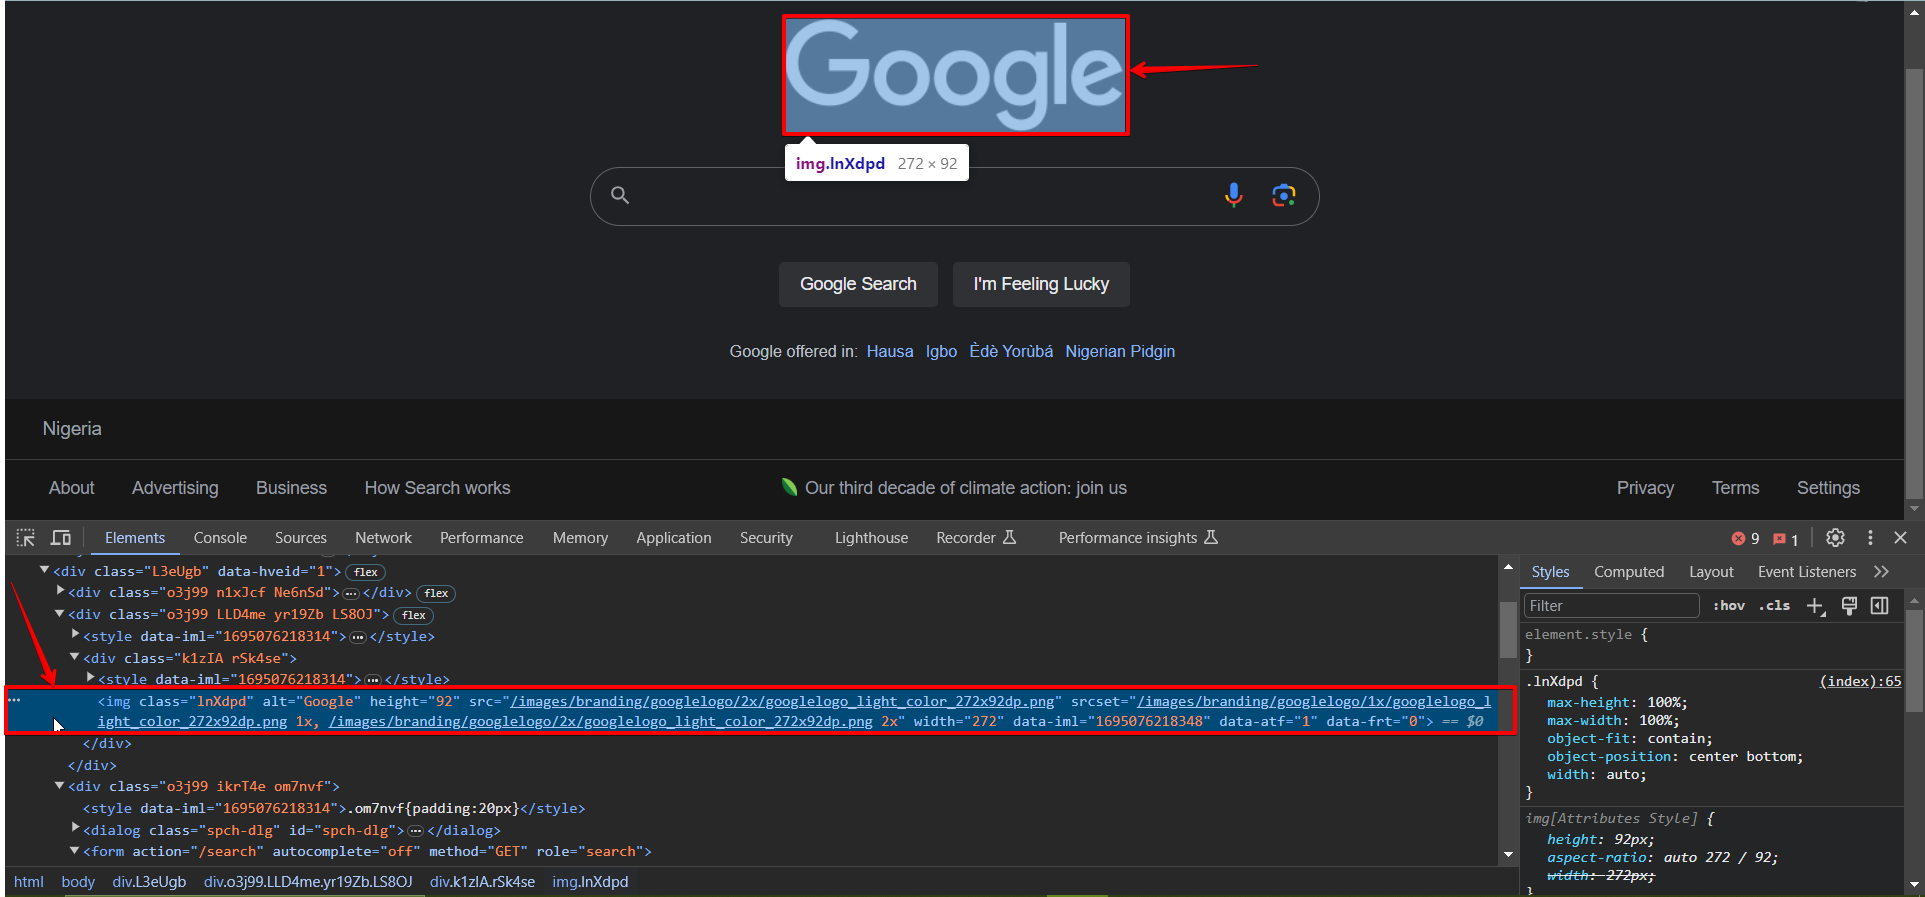 Google
img.lnXdpd 272 × 92
Google Search I'm Feeling Lucky
Google offered in: Hausa Igbo Èdè Yorùbá Nigerian Pidgin
Nigeria
About Advertising Business How Search works Our third decade of climate action: join us Privacy Terms Settings
Elements Console Sources Network Performance Memory Application Security Lighthouse Recorder Performance insights 9 1
<div class="L3eUgb" data-hveid="1"> flex
<div class="o3j99 n1xJcf Ne6nSd"> … </div> flex
<div class="o3j99 LLD4me yr19Zb LS8OJ"> flex
<style data-iml="1695076218314"> … </style>
<div class="k1zIA rSk4se">
<style data-iml="1695076218314"> … </style>
<img class="lnXdpd" alt="Google" height="92" src="/images/branding/googlelogo/2x/googlelogo_light_color_272x92dp.png" srcset="/images/branding/googlelogo/1x/googlelogo_l
ight_color_272x92dp.png 1x, /images/branding/googlelogo/2x/googlelogo_light_color_272x92dp.png 2x" width="272" data-iml="1695076218348" data-atf="1" data-frt="0"> == $0
</div>
</div>
<div class="o3j99 ikrT4e om7nvf">
<style data-iml="1695076218314">.om7nvf{padding:20px}</style>
<dialog class="spch-dlg" id="spch-dlg"> … </dialog>
<form action="/search" autocomplete="off" method="GET" role="search">
html body div.L3eUgb div.o3j99.LLD4me.yr19Zb.LS8OJ div.k1zIA.rSk4se img.lnXdpd
Styles Computed Layout Event Listeners
Filter :hov .cls
element.style {
}
.lnXdpd { (index):65
max-height: 100%;
max-width: 100%;
object-fit: contain;
object-position: center bottom;
width: auto;
}
img[Attributes Style] {
height: 92px;
aspect-ratio: auto 272 / 92;
width: 272px;
}